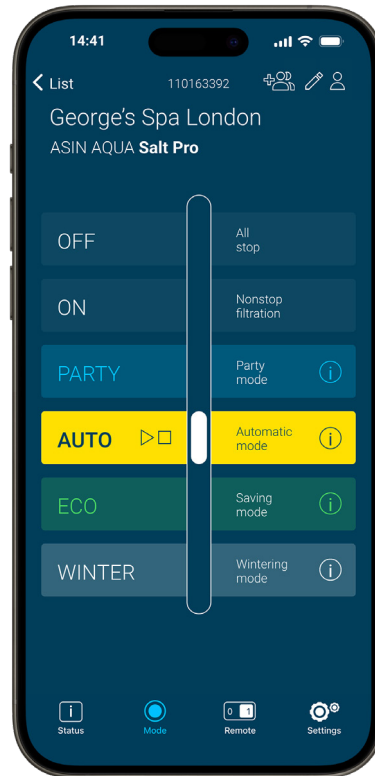 14:41
List
110163392
George's Spa London
ASIN AQUA Salt Pro
OFF
All
stop
ON
Nonstop
filtration
PARTY
Party
mode
AUTO
Automatic
mode
ECO
Saving
mode
WINTER
Wintering
mode
0 1
Status
Mode
Remote
Settings